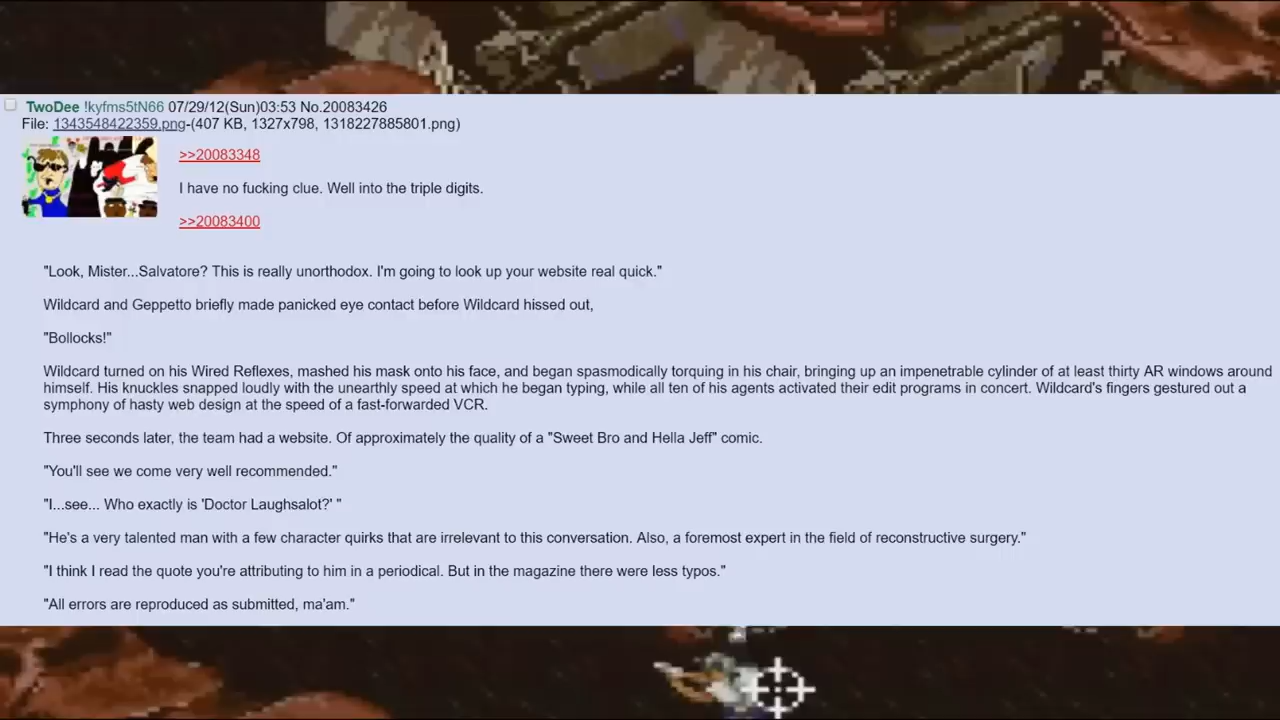 TwoDee !kyfms5tN66 07/29/12(Sun)03:53 No.20083426
File: 1343548422359.png-(407 KB, 1327x798, 1318227885801.png)
>>20083348
I have no fucking clue. Well into the triple digits.
>>20083400
"Look, Mister...Salvatore? This is really unorthodox. I'm going to look up your website real quick."
Wildcard and Geppetto briefly made panicked eye contact before Wildcard hissed out,
"Bollocks!"
Wildcard turned on his Wired Reflexes, mashed his mask onto his face, and began spasmodically torquing in his chair, bringing up an impenetrable cylinder of at least thirty AR windows around
himself. His knuckles snapped loudly with the unearthly speed at which he began typing, while all ten of his agents activated their edit programs in concert. Wildcard's fingers gestured out a
symphony of hasty web design at the speed of a fast-forwarded VCR.
Three seconds later, the team had a website. Of approximately the quality of a "Sweet Bro and Hella Jeff" comic.
"You'll see we come very well recommended."
"I...see... Who exactly is 'Doctor Laughsalot?' "
"He's a very talented man with a few character quirks that are irrelevant to this conversation. Also, a foremost expert in the field of reconstructive surgery."
"I think I read the quote you're attributing to him in a periodical. But in the magazine there were less typos."
"All errors are reproduced as submitted, ma'am."